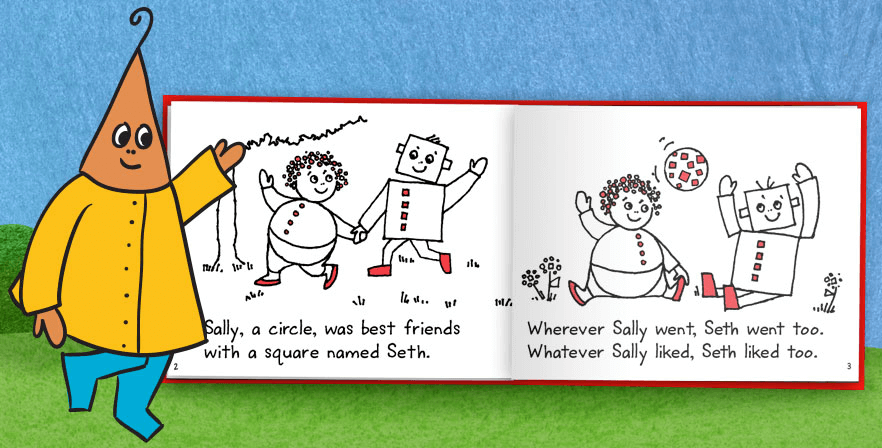 Sally, a circle, was best friends
with a square named Seth.
2
Wherever Sally went, Seth went too.
Whatever Sally liked, Seth liked too.
3